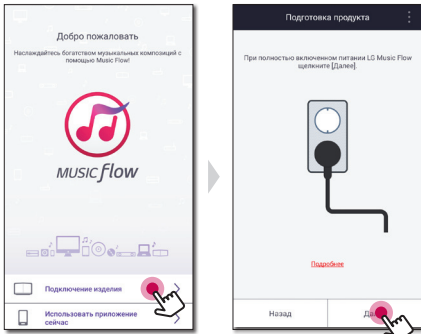 Добро пожаловать
Наслаждайтесь богатством музыкальных композиций с
помощью Music Flow!
MUSIC flow
Подключение изделия
Использовать приложение
сейчас
Подготовка продукта
При полностью включенном питании LG Music Flow
щелкните [Далее].
Подробнее
Назад